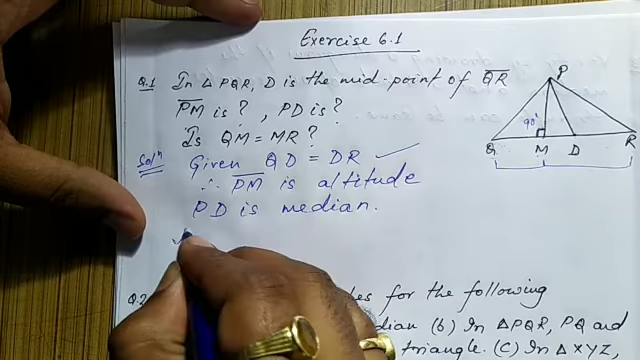 Exercise 6.1
Q.1 In △PQR, D is the mid-point of QR
PM is? , PD is?
Is QM = MR?
Solⁿ Given QD = DR
∴ PM is altitude
PD is median.
P
90°
Q M D R
Q.2 for the following
dian (b) In △PQR, PQ and
triangle. (C) In △XYZ,